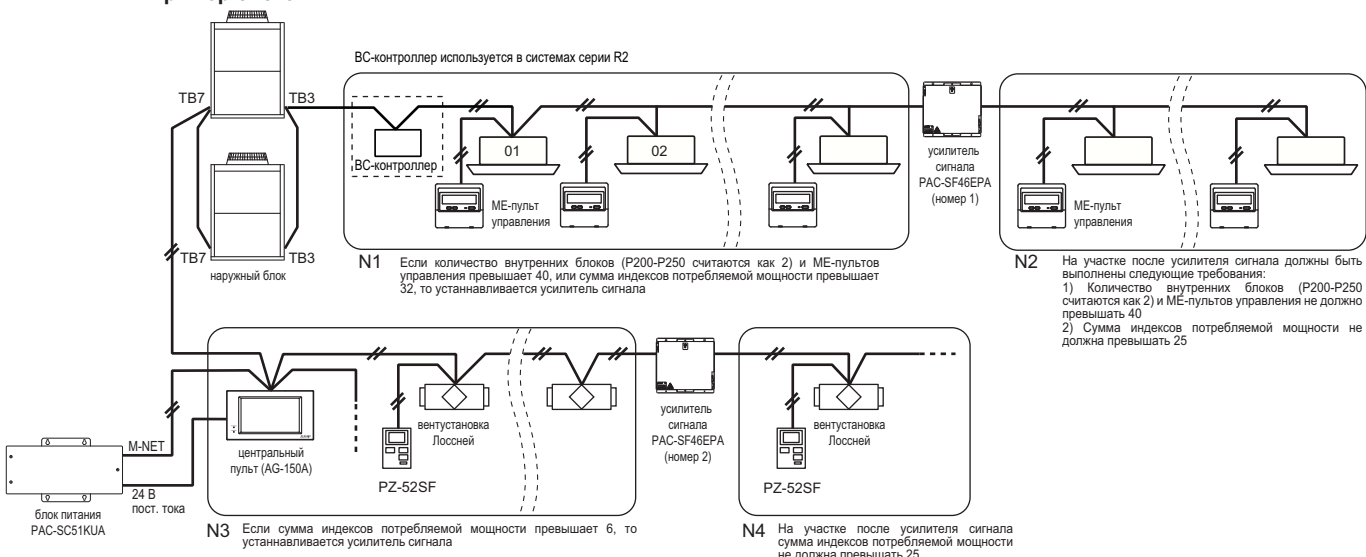 ВС-контроллер используется в системах серии R2
TB7
TB3
ВС-контроллер
01
02
МЕ-пульт
управления
усилитель
сигнала
PAC-SF46EPA
(номер 1)
МЕ-пульт
управления
TB7
TB3
наружный блок
N1
Если количество внутренних блоков (P200-P250 считаются как 2) и МЕ-пультов
управления превышает 40, или сумма индексов потребляемой мощности превышает
32, то устанавливается усилитель сигнала
N2
На участке после усилителя сигнала должны быть
выполнены следующие требования:
1) Количество внутренних блоков (P200-P250
считаются как 2) и МЕ-пультов управления не должно
превышать 40
2) Сумма индексов потребляемой мощности не
должна превышать 25
M-NET
24 В
пост. тока
блок питания
PAC-SC51KUA
центральный
пульт (AG-150A)
вентустановка
Лоссней
PZ-52SF
усилитель
сигнала
PAC-SF46EPA
(номер 2)
вентустановка
Лоссней
PZ-52SF
N3
Если сумма индексов потребляемой мощности превышает 6, то
устанавливается усилитель сигнала
N4
На участке после усилителя сигнала
сумма индексов потребляемой мощности
не должна превышать 25